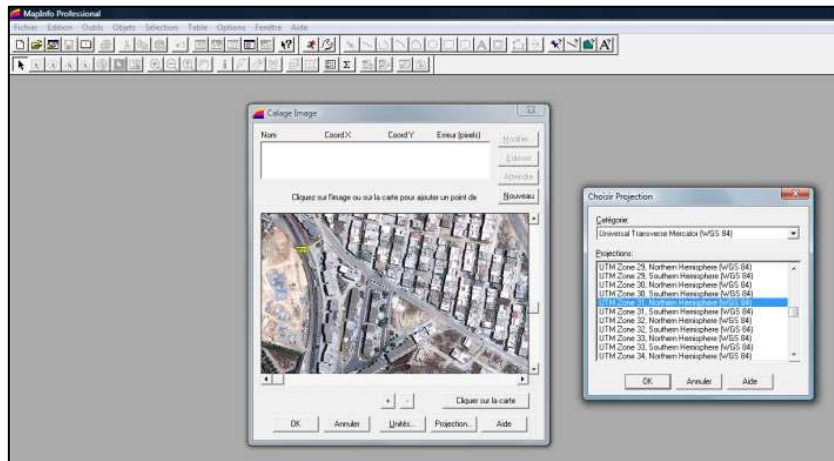 MapInfo Professional
Fichier Edition Outils Objets Sélection Table Options Fenêtre Aide
Calage Image
Nom Coord X Coord Y Erreur (pixels)
Modifier
Enlever
Atteindre
Nouveau
Cliquez sur l'image ou sur la carte pour ajouter un point de
+ -
Cliquer sur la carte
OK Annuler Unités... Projection... Aide
Choisir Projection
Catégorie:
Universal Transverse Mercator (WGS 84)
Projections:
UTM Zone 29, Northern Hemisphere (WGS 84)
UTM Zone 29, Southern Hemisphere (WGS 84)
UTM Zone 30, Northern Hemisphere (WGS 84)
UTM Zone 30, Southern Hemisphere (WGS 84)
UTM Zone 31, Northern Hemisphere (WGS 84)
UTM Zone 31, Southern Hemisphere (WGS 84)
UTM Zone 32, Northern Hemisphere (WGS 84)
UTM Zone 32, Southern Hemisphere (WGS 84)
UTM Zone 33, Northern Hemisphere (WGS 84)
UTM Zone 33, Southern Hemisphere (WGS 84)
UTM Zone 34, Northern Hemisphere (WGS 84)
OK Annuler Aide